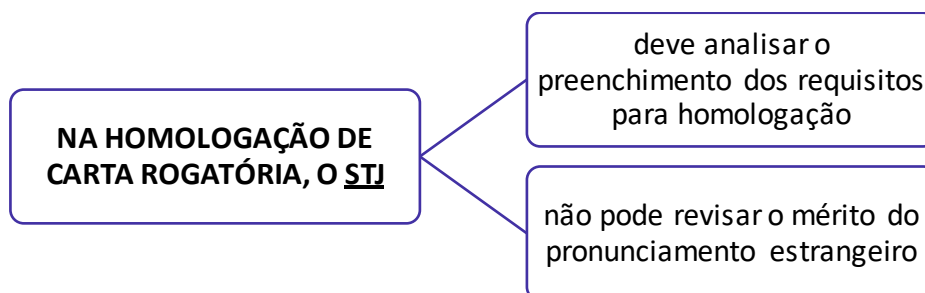 NA HOMOLOGAÇÃO DE
CARTA ROGATÓRIA, O STJ
deve analisar o
preenchimento dos requisitos
para homologação
não pode revisar o mérito do
pronunciamento estrangeiro